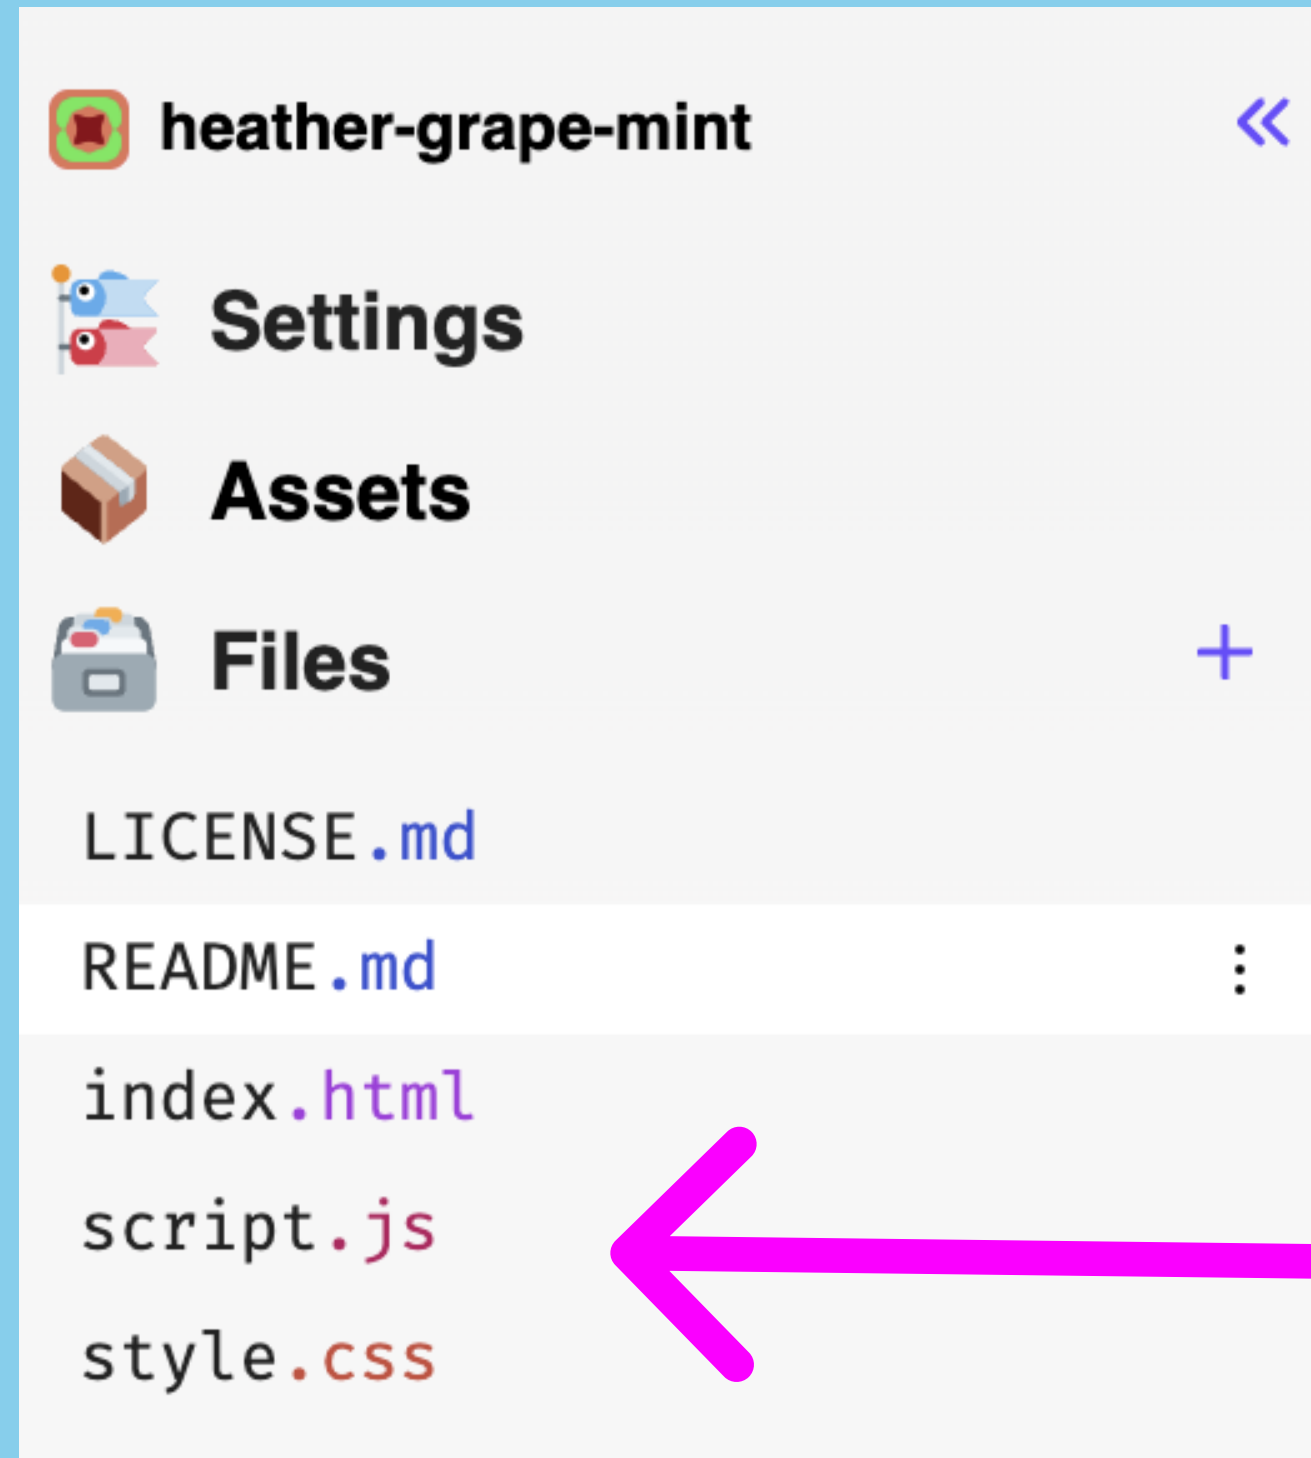 heather-grape-mint
Settings
Assets
Files
LICENSE.md
README.md
index.html
script.js
style.css